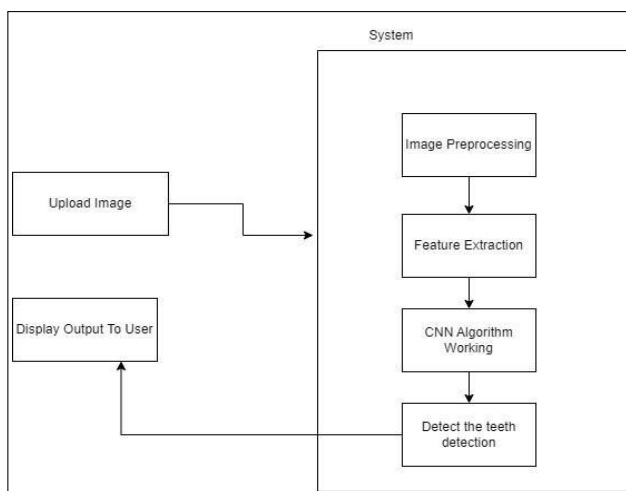 System
Image Preprocessing
Upload Image
Feature Extraction
Display Output To User
CNN Algorithm
Working
Detect the teeth
detection